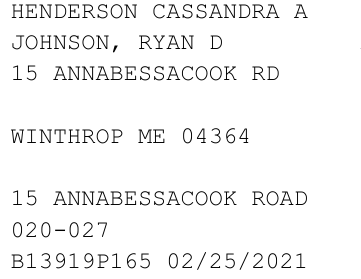 HENDERSON CASSANDRA A
JOHNSON, RYAN D
15 ANNABESSACOOK RD
WINTHROP ME 04364
15 ANNABESSACOOK ROAD
020-027
B13919P165 02/25/2021